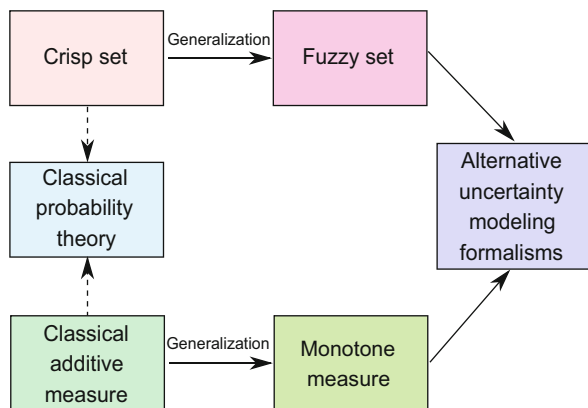 Crisp set
Generalization
Fuzzy set
Classical
probability
theory
Alternative
uncertainty
modeling
formalisms
Classical
additive
measure
Generalization
Monotone
measure